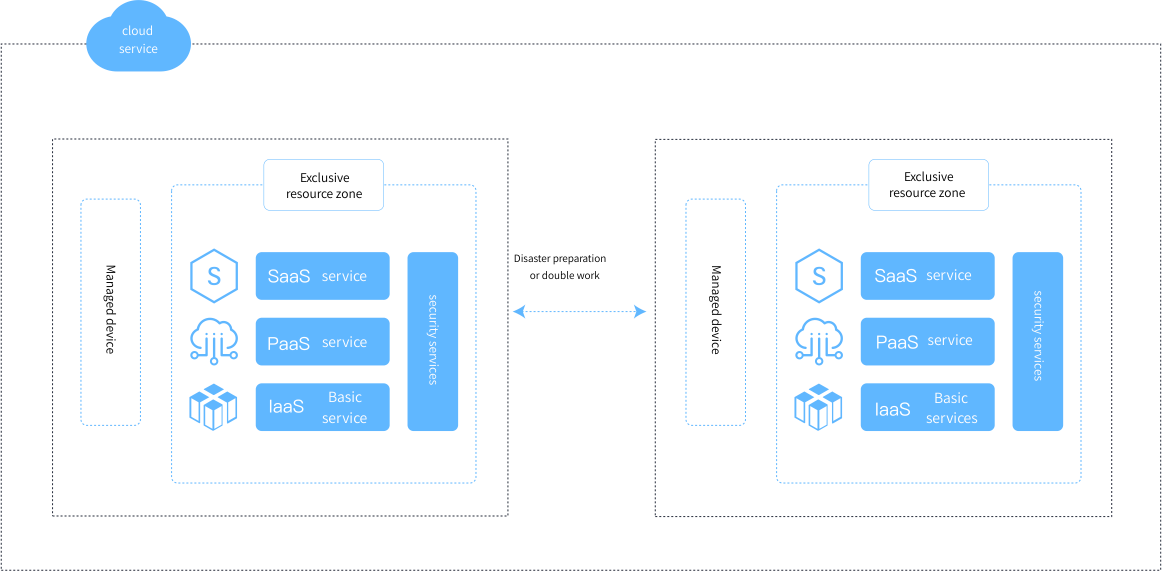 cloud
service
Exclusive
resource zone
Managed device
S
SaaS service
PaaS service
IaaS Basic
service
security services
Disaster preparation
or double work
Exclusive
resource zone
Managed device
S
SaaS service
PaaS service
IaaS Basic
services
security services